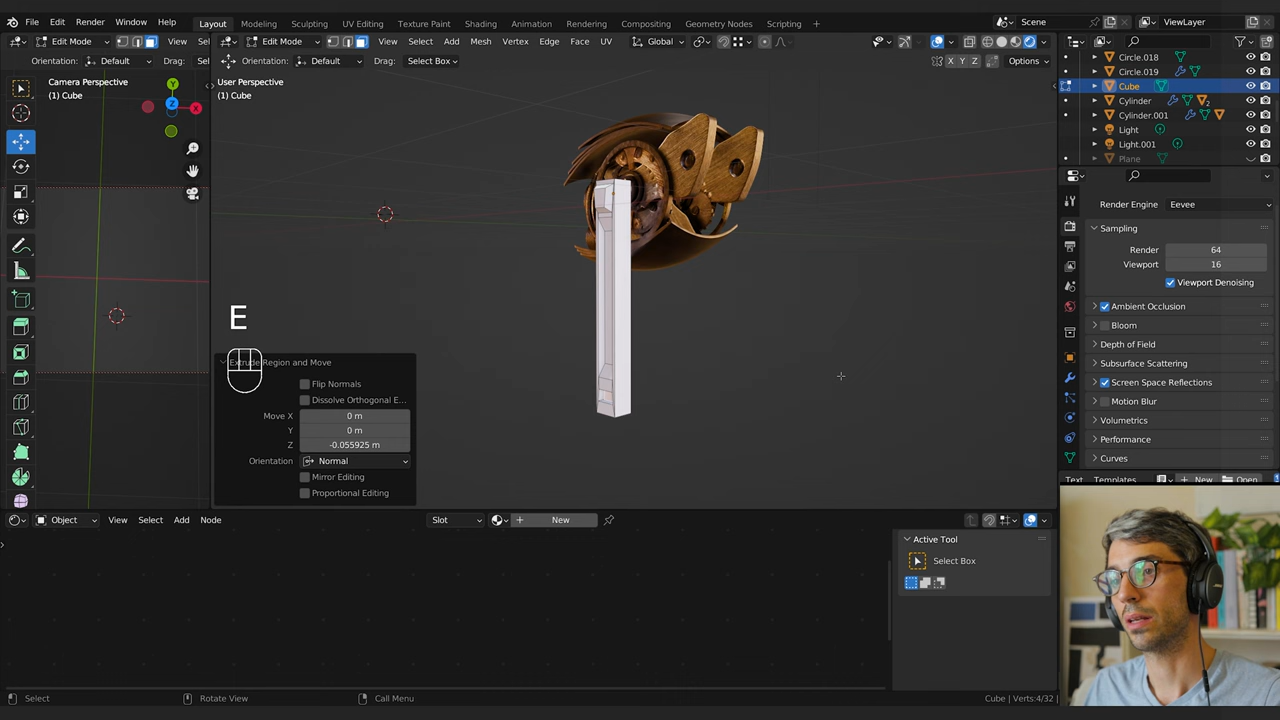 File Edit Render Window Help Layout Modeling Sculpting UV Editing Texture Paint Shading Animation Rendering Compositing Geometry Nodes Scripting + Scene ViewLayer
Edit Mode View Sel Edit Mode View Select Add Mesh Vertex Edge Face UV Global
Orientation: Default Sel Orientation: Default Drag: Select Box X Y Z Options
Camera Perspective
(1) Cube
Y
Z
X
User Perspective
(1) Cube
Circle.018
Circle.019
Cube
Cylinder 2
Cylinder.001
Light
Light.001
Plane
Render Engine Eevee
Sampling
Render 64
Viewport 16
Viewport Denoising
Ambient Occlusion
Bloom
Depth of Field
Subsurface Scattering
Screen Space Reflections
Motion Blur
Volumetrics
Performance
Curves
Text Templates New Open
E
Extrude Region and Move
Flip Normals
Dissolve Orthogonal E...
Move X 0 m
Y 0 m
Z -0.055925 m
Orientation Normal
Mirror Editing
Proportional Editing
Object View Select Add Node Slot + New
Active Tool
Select Box
Select Rotate View Call Menu Cube | Verts:4/32